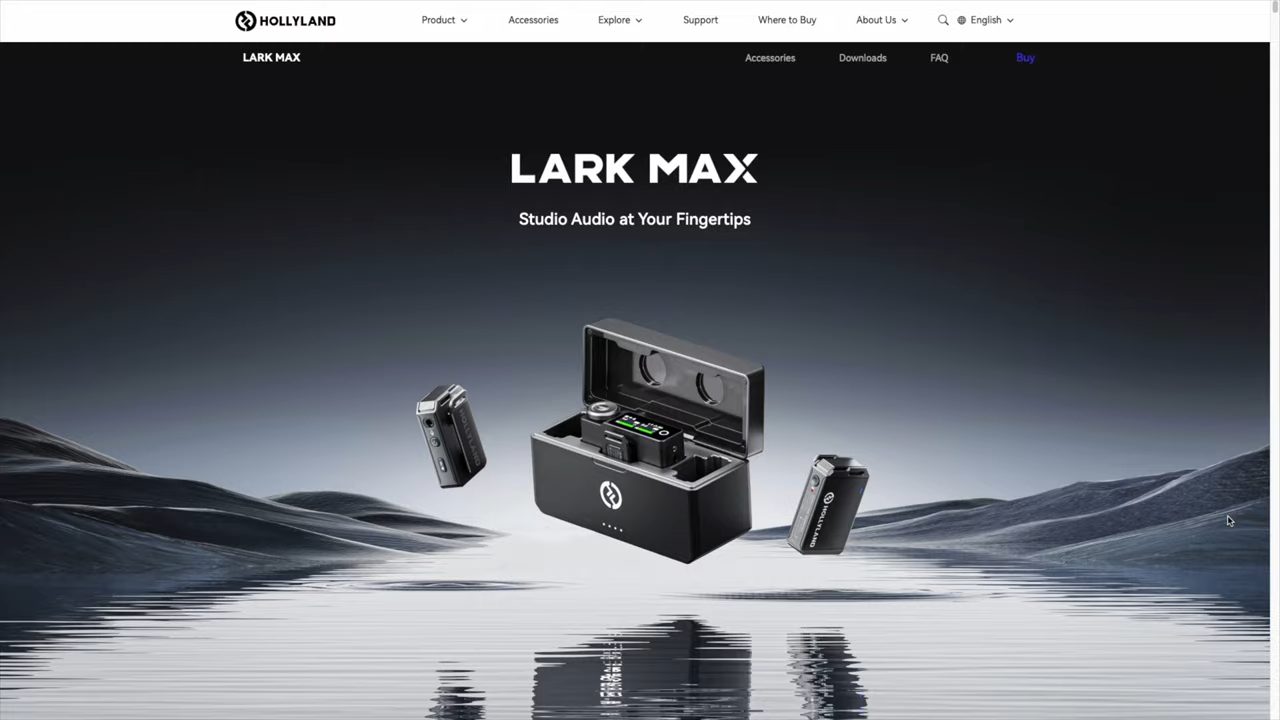 HOLLYLAND
Product
Accessories
Explore
Support
Where to Buy
About Us
English
LARK MAX
Accessories
Downloads
FAQ
Buy
LARK MAX
Studio Audio at Your Fingertips
HOLLYLAND
HOLLYLAND